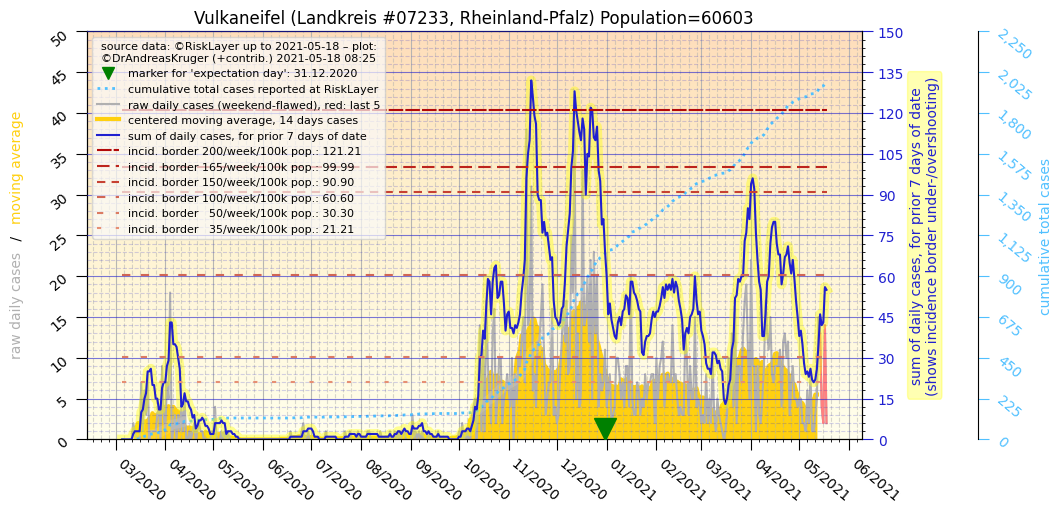 Vulkaneifel (Landkreis #07233, Rheinland-Pfalz) Population=60603
source data: ©RiskLayer up to 2021-05-18 – plot:
©DrAndreasKruger (+contrib.) 2021-05-18 08:25
marker for 'expectation day': 31.12.2020
cumulative total cases reported at RiskLayer
raw daily cases (weekend-flawed), red: last 5
centered moving average, 14 days cases
sum of daily cases, for prior 7 days of date
incid. border 200/week/100k pop.: 121.21
incid. border 165/week/100k pop.: 99.99
incid. border 150/week/100k pop.: 90.90
incid. border 100/week/100k pop.: 60.60
incid. border   50/week/100k pop.: 30.30
incid. border   35/week/100k pop.: 21.21
raw daily cases / moving average
50
45
40
35
30
25
20
15
10
5
0
03/2020
04/2020
05/2020
06/2020
07/2020
08/2020
09/2020
10/2020
11/2020
12/2020
01/2021
02/2021
03/2021
04/2021
05/2021
06/2021
150
135
120
105
90
75
60
45
30
15
0
sum of daily cases, for prior 7 days of date
(shows incidence border under-/overshooting)
2,250
2,025
1,800
1,575
1,350
1,125
900
675
450
225
0
cumulative total cases